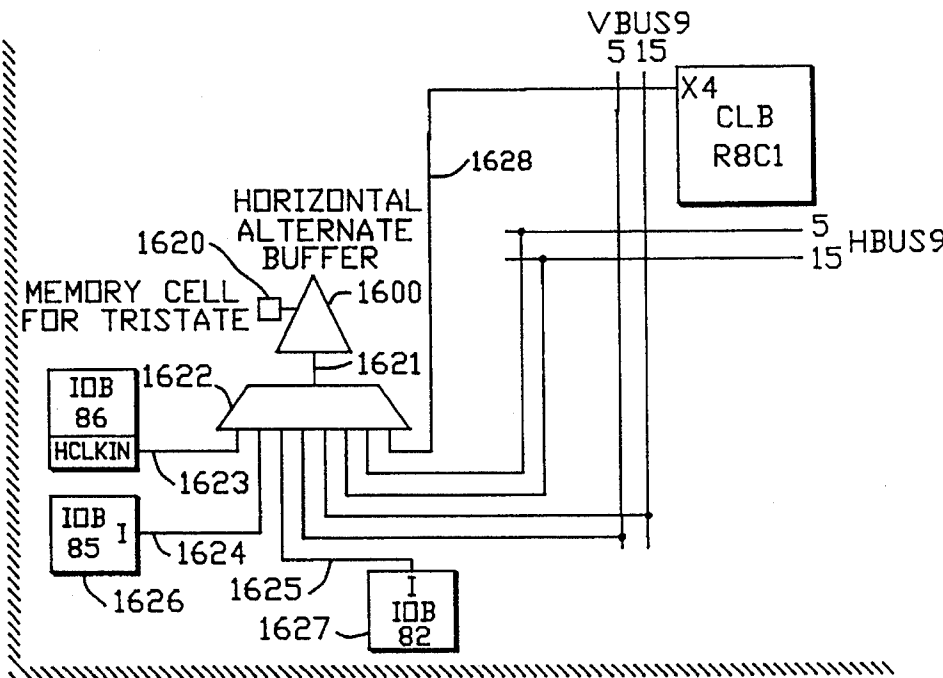 VBUS9
5 15
X4
CLB
R8C1
1628
HORIZONTAL
ALTERNATE
BUFFER
1620
5
15
HBUS9
MEMORY CELL
FOR TRISTATE
1600
1621
1622
IOB
86
HCLKIN
1623
IOB
85
I
1624
1625
1626
I
IOB
82
1627